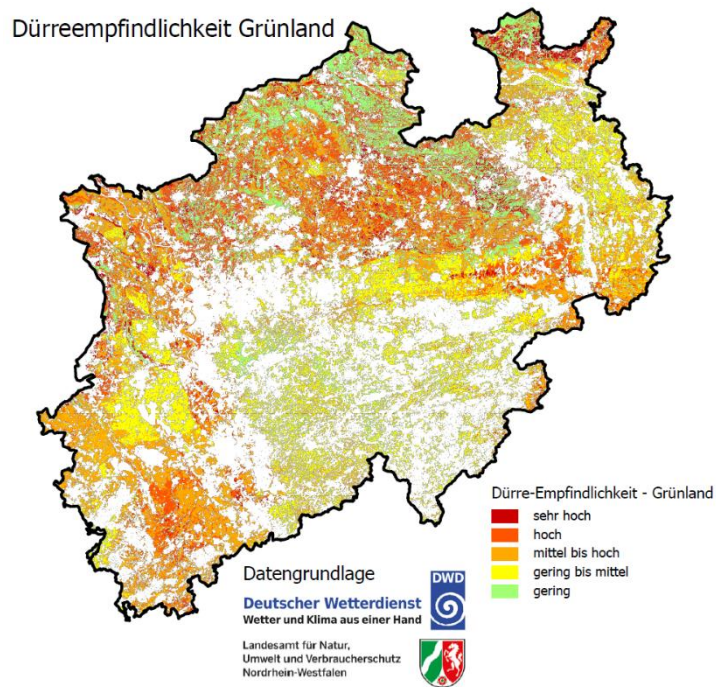 Dürreempfindlichkeit Grünland
Dürre-Empfindlichkeit - Grünland
sehr hoch
hoch
mittel bis hoch
gering bis mittel
gering
Datengrundlage
Deutscher Wetterdienst
Wetter und Klima aus einer Hand
DWD
Landesamt für Natur,
Umwelt und Verbraucherschutz
Nordrhein-Westfalen